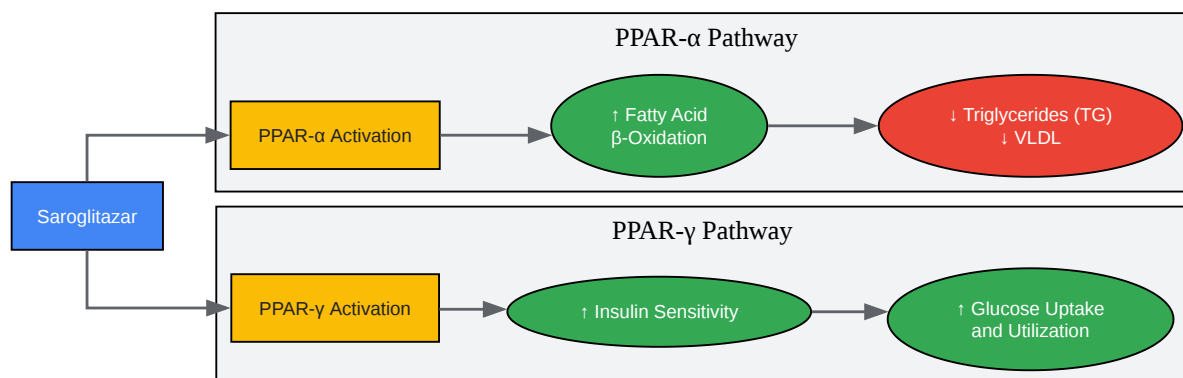 PPAR-α Pathway
PPAR-α Activation
↑ Fatty Acid
β-Oxidation
↓ Triglycerides (TG)
↓ VLDL
Saroglitazar
PPAR-γ Pathway
PPAR-γ Activation
↑ Insulin Sensitivity
↑ Glucose Uptake
and Utilization